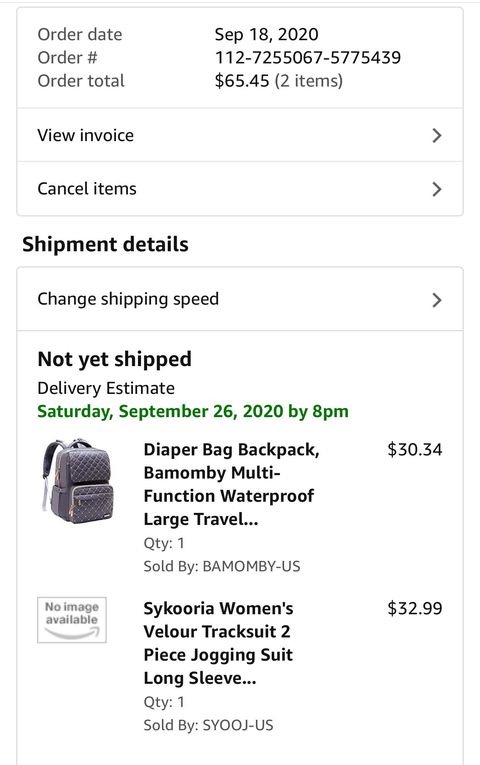 Order date Sep 18, 2020
Order # 112-7255067-5775439
Order total $65.45 (2 items)
View invoice
Cancel items
Shipment details
Change shipping speed
Not yet shipped
Delivery Estimate
Saturday, September 26, 2020 by 8pm
Diaper Bag Backpack, $30.34
Bamomby Multi-
Function Waterproof
Large Travel...
Qty: 1
Sold By: BAMOMBY-US
No image
available
Sykooria Women's $32.99
Velour Tracksuit 2
Piece Jogging Suit
Long Sleeve...
Qty: 1
Sold By: SYOOJ-US